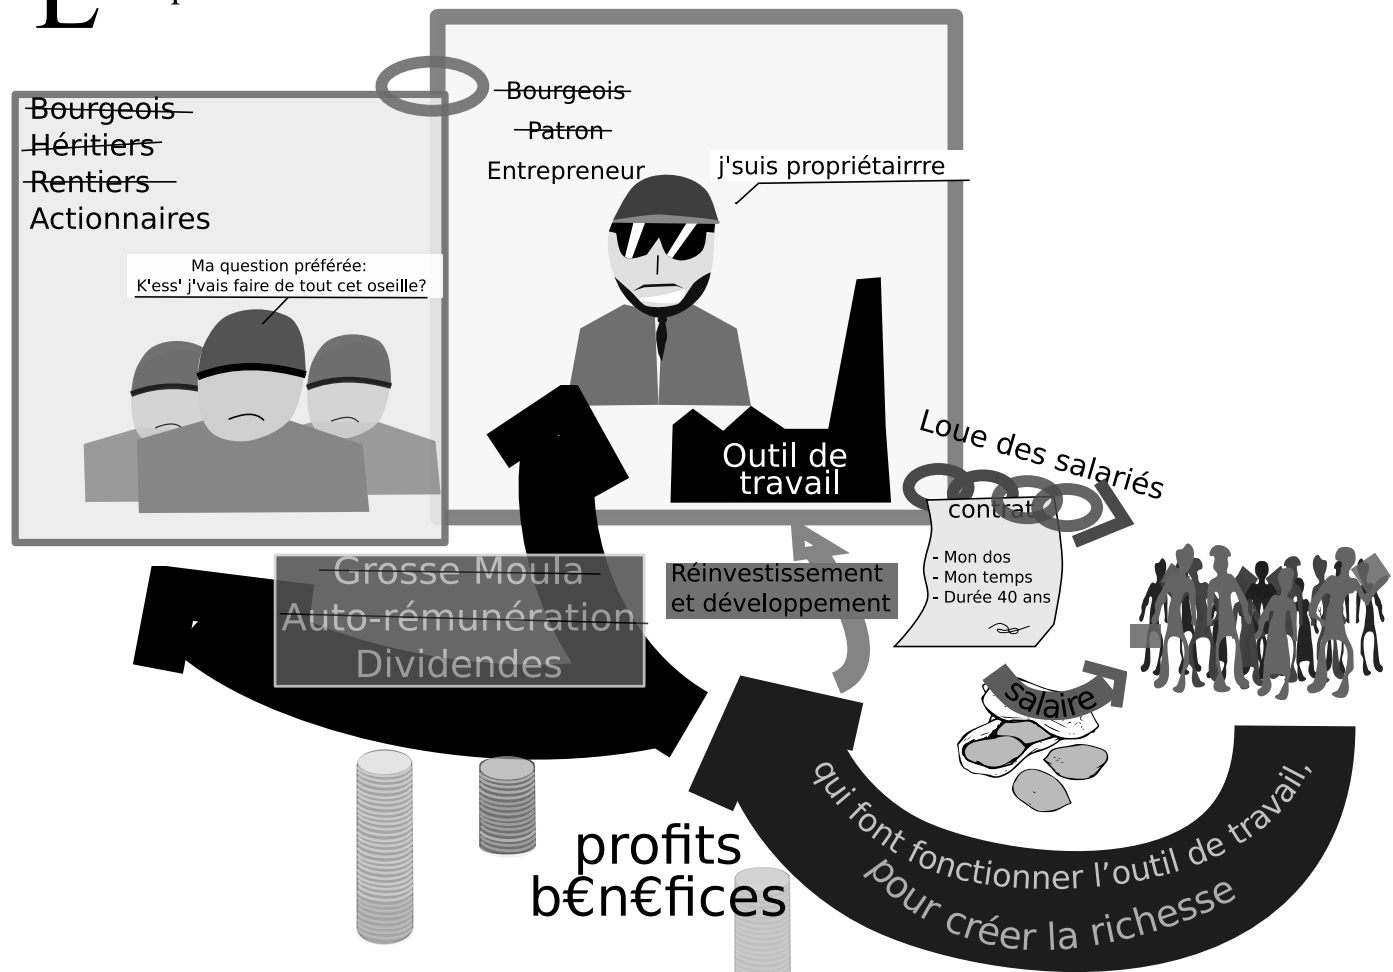 Bourgeois
Héritiers
Rentiers
Actionnaires
Ma question préférée:
K'ess' j'vais faire de tout cet oseille?
Bourgeois
Patron
Entrepreneur
j'suis propriétairrre
Outil de
travail
Loue des salariés
contrat
- Mon dos
- Mon temps
- Durée 40 ans
Grosse Moula
Auto-rémunération
Dividendes
Réinvestissement
et développement
salaire
qui font fonctionner l’outil de travail,
pour créer la richesse
profits
b€n€fices